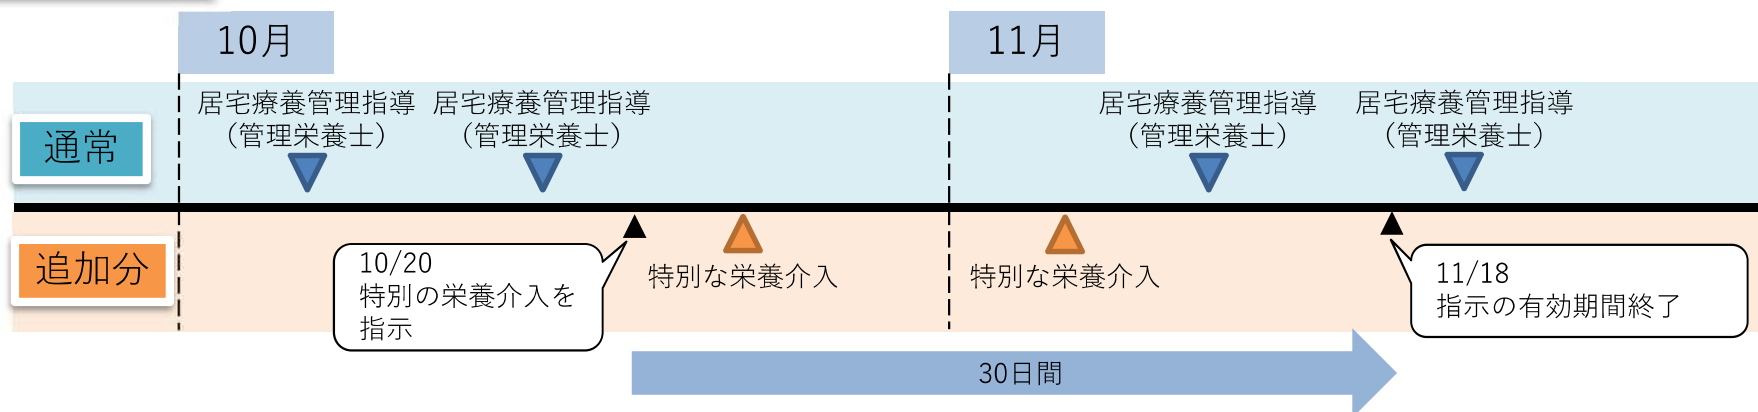 10月
11月
通常
居宅療養管理指導
（管理栄養士）
居宅療養管理指導
（管理栄養士）
居宅療養管理指導
（管理栄養士）
居宅療養管理指導
（管理栄養士）
追加分
10/20
特別の栄養介入を
指示
特別な栄養介入
特別な栄養介入
11/18
指示の有効期間終了
30日間